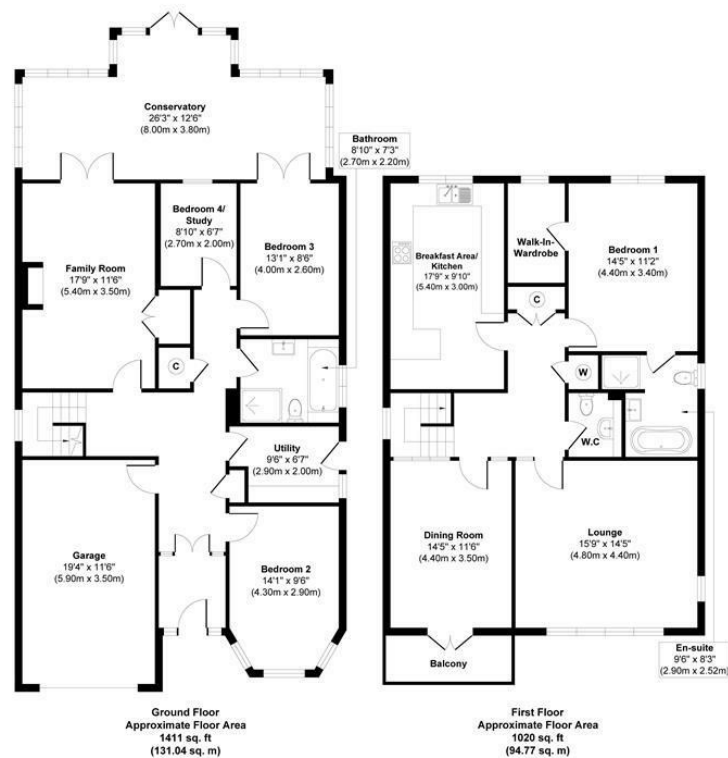 Conservatory
26'3" x 12'6"
(8.00m x 3.80m)
Bathroom
8'10" x 7'3"
(2.70m x 2.20m)
Bedroom 4/
Study
8'10" x 6'7"
(2.70m x 2.00m)
Bedroom 3
13'1" x 8'6"
(4.00m x 2.60m)
Family Room
17'9" x 11'6"
(5.40m x 3.50m)
C
Utility
9'6" x 6'7"
(2.90m x 2.00m)
Garage
19'4" x 11'6"
(5.90m x 3.50m)
Bedroom 2
14'1" x 9'6"
(4.30m x 2.90m)
Ground Floor
Approximate Floor Area
1411 sq. ft
(131.04 sq. m)
Breakfast Area/
Kitchen
17'9" x 9'10"
(5.40m x 3.00m)
Walk-In-
Wardrobe
Bedroom 1
14'5" x 11'2"
(4.40m x 3.40m)
C
W
W.C
Dining Room
14'5" x 11'6"
(4.40m x 3.50m)
Lounge
15'9" x 14'5"
(4.80m x 4.40m)
Balcony
En-suite
9'6" x 8'3"
(2.90m x 2.52m)
First Floor
Approximate Floor Area
1020 sq. ft
(94.77 sq. m)